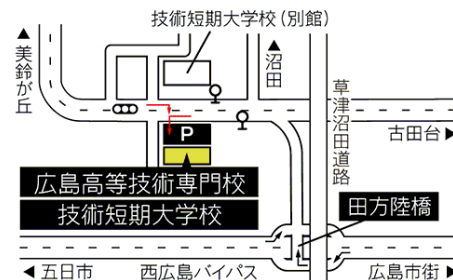 技術短期大学校(別館)
▲美鈴が丘
▲沼田
草津沼田道路
P
古田台▶
広島高等技術専門校
技術短期大学校
田方陸橋
◀五日市
西広島バイパス
広島市街▶